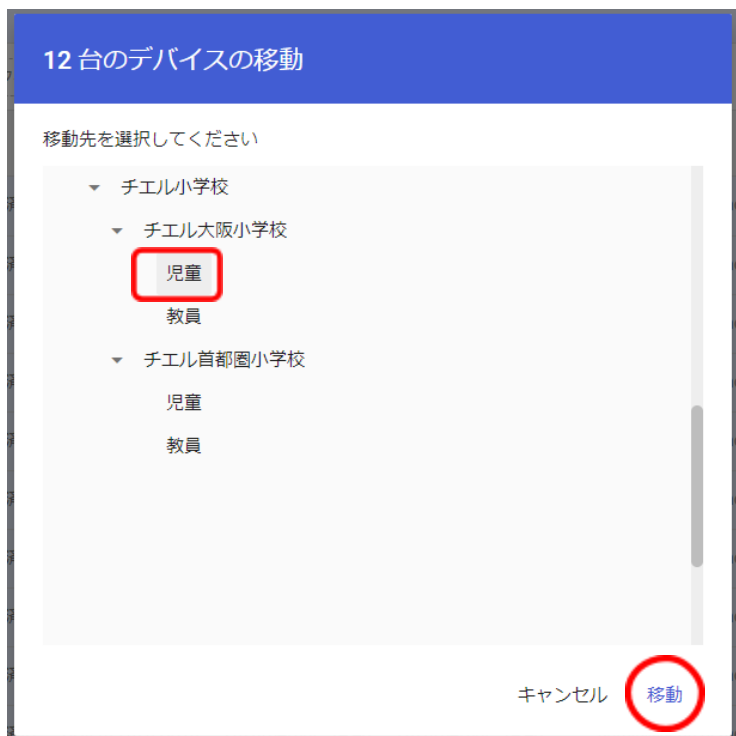 12 台のデバイスの移動
移動先を選択してください
チエル小学校
チエル大阪小学校
児童
教員
チエル首都圏小学校
児童
教員
キャンセル 移動